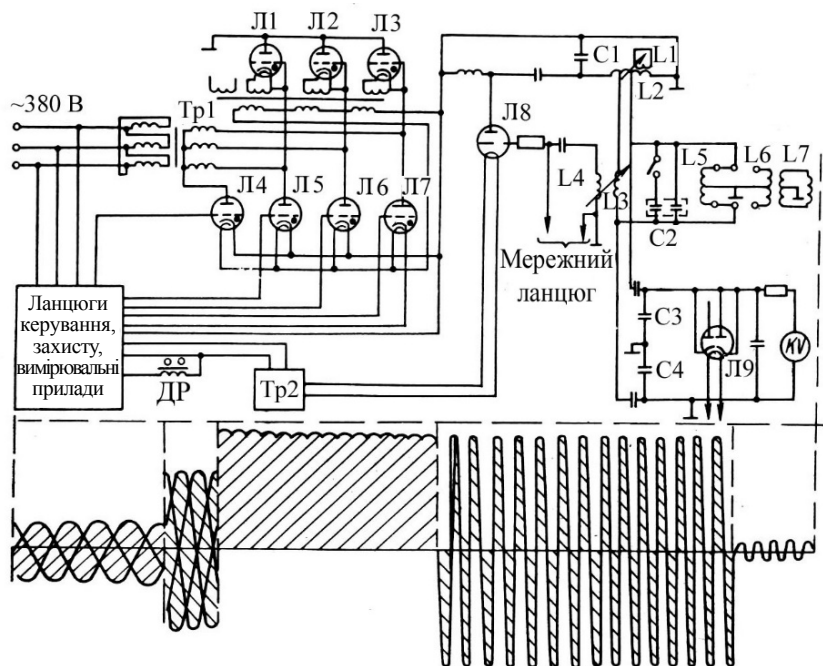 Л1 Л2 Л3
C1 L1
L2
~380 В
Тр1
Л8
Л4 Л5 Л6 Л7
L4 L3
L5 L6 L7
C2
Мережний
ланцюг
Ланцюги
керування,
захисту,
вимірювальні
прилади
ДР
Тр2
C3
C4
Л9
KV